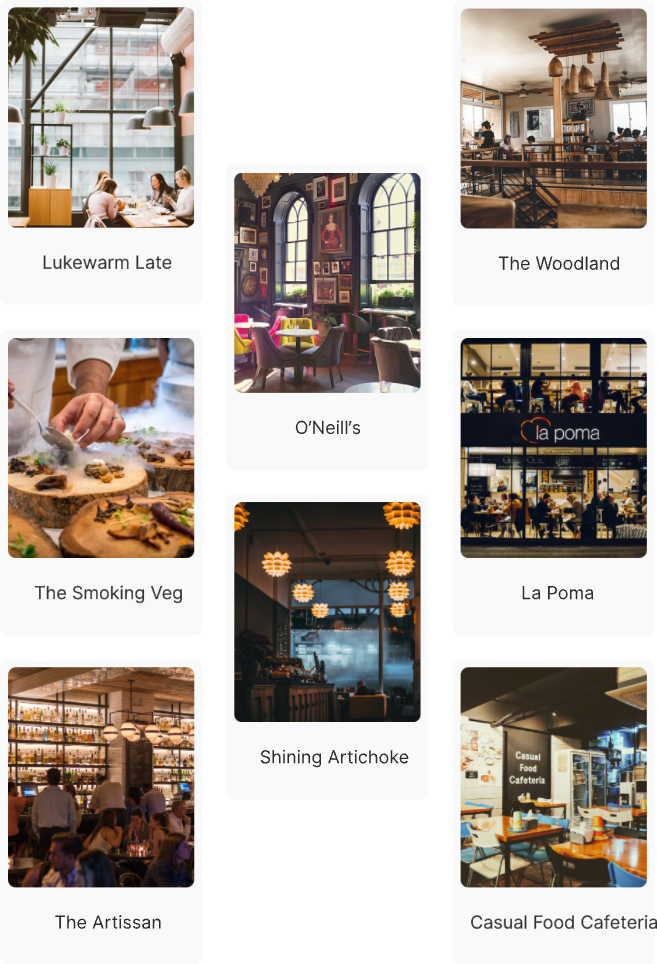 Lukewarm Late
The Woodland
O'Neill's
la poma
The Smoking Veg
La Poma
Shining Artichoke
Casual
Food
Cafeteria
The Artissan
Casual Food Cafeteria